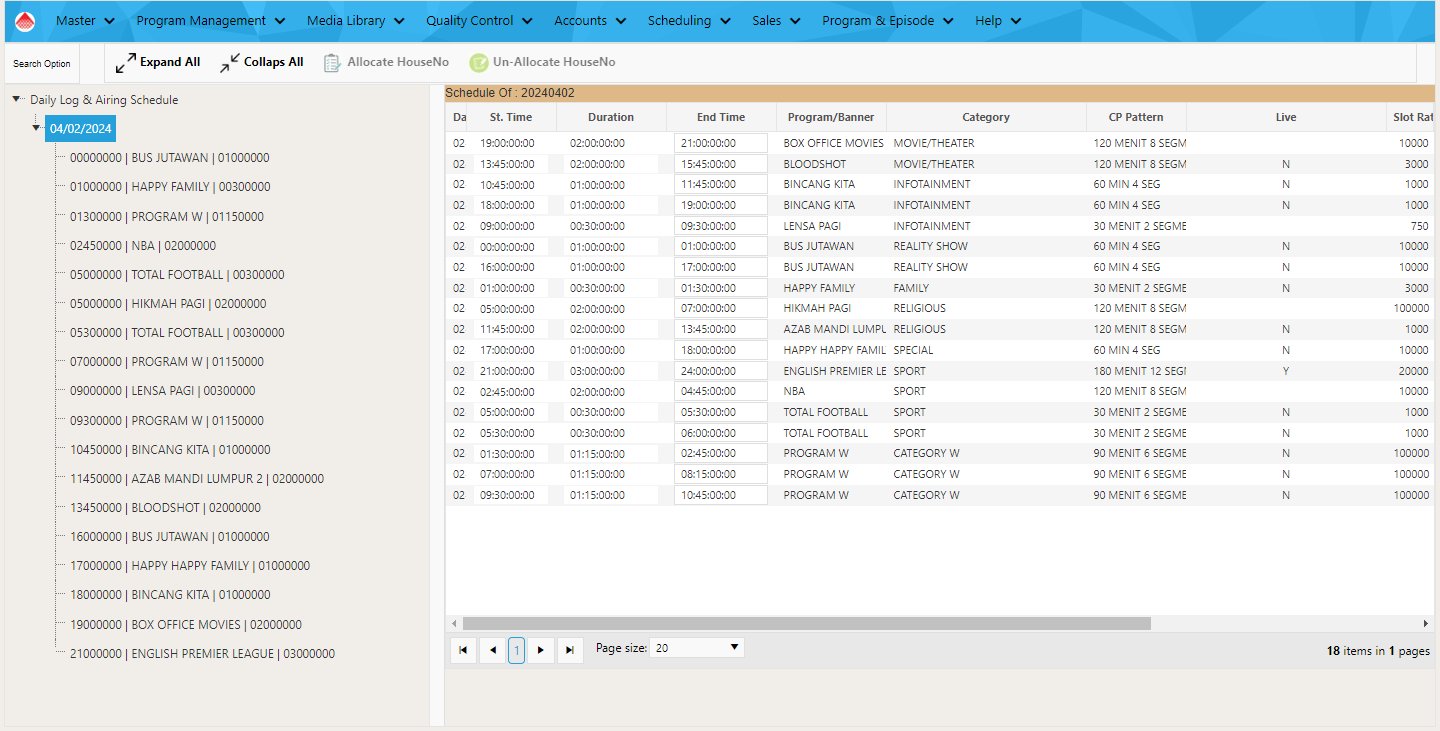 Master Program Management Media Library Quality Control Accounts Scheduling Sales Program & Episode Help
Search Option Expand All Collaps All Allocate HouseNo Un-Allocate HouseNo
Daily Log & Airing Schedule
04/02/2024
00000000 | BUS JUTAWAN | 01000000
01000000 | HAPPY FAMILY | 00300000
01300000 | PROGRAM W | 01150000
02450000 | NBA | 02000000
05000000 | TOTAL FOOTBALL | 00300000
05000000 | HIKMAH PAGI | 02000000
05300000 | TOTAL FOOTBALL | 00300000
07000000 | PROGRAM W | 01150000
09000000 | LENSA PAGI | 00300000
09300000 | PROGRAM W | 01150000
10450000 | BINCANG KITA | 01000000
11450000 | AZAB MANDI LUMPUR 2 | 02000000
13450000 | BLOODSHOT | 02000000
16000000 | BUS JUTAWAN | 01000000
17000000 | HAPPY HAPPY FAMILY | 01000000
18000000 | BINCANG KITA | 01000000
19000000 | BOX OFFICE MOVIES | 02000000
21000000 | ENGLISH PREMIER LEAGUE | 03000000
Schedule Of : 20240402
Da St. Time Duration End Time Program/Banner Category CP Pattern Live Slot Rat
02 19:00:00:00 02:00:00:00 21:00:00:00 BOX OFFICE MOVIES MOVIE/THEATER 120 MENIT 8 SEGM 10000
02 13:45:00:00 02:00:00:00 15:45:00:00 BLOODSHOT MOVIE/THEATER 120 MENIT 8 SEGM N 3000
02 10:45:00:00 01:00:00:00 11:45:00:00 BINCANG KITA INFOTAINMENT 60 MIN 4 SEG N 1000
02 18:00:00:00 01:00:00:00 19:00:00:00 BINCANG KITA INFOTAINMENT 60 MIN 4 SEG N 1000
02 09:00:00:00 00:30:00:00 09:30:00:00 LENSA PAGI INFOTAINMENT 30 MENIT 2 SEGME 750
02 00:00:00:00 01:00:00:00 01:00:00:00 BUS JUTAWAN REALITY SHOW 60 MIN 4 SEG N 10000
02 16:00:00:00 01:00:00:00 17:00:00:00 BUS JUTAWAN REALITY SHOW 60 MIN 4 SEG N 10000
02 01:00:00:00 00:30:00:00 01:30:00:00 HAPPY FAMILY FAMILY 30 MENIT 2 SEGME N 3000
02 05:00:00:00 02:00:00:00 07:00:00:00 HIKMAH PAGI RELIGIOUS 120 MENIT 8 SEGM 100000
02 11:45:00:00 02:00:00:00 13:45:00:00 AZAB MANDI LUMPU RELIGIOUS 120 MENIT 8 SEGM N 1000
02 17:00:00:00 01:00:00:00 18:00:00:00 HAPPY HAPPY FAMIL SPECIAL 60 MIN 4 SEG N 10000
02 21:00:00:00 03:00:00:00 24:00:00:00 ENGLISH PREMIER LE SPORT 180 MENIT 12 SEGM Y 20000
02 02:45:00:00 02:00:00:00 04:45:00:00 NBA SPORT 120 MENIT 8 SEGM 10000
02 05:00:00:00 00:30:00:00 05:30:00:00 TOTAL FOOTBALL SPORT 30 MENIT 2 SEGME N 1000
02 05:30:00:00 00:30:00:00 06:00:00:00 TOTAL FOOTBALL SPORT 30 MENIT 2 SEGME N 1000
02 01:30:00:00 01:15:00:00 02:45:00:00 PROGRAM W CATEGORY W 90 MENIT 6 SEGME N 100000
02 07:00:00:00 01:15:00:00 08:15:00:00 PROGRAM W CATEGORY W 90 MENIT 6 SEGME N 100000
02 09:30:00:00 01:15:00:00 10:45:00:00 PROGRAM W CATEGORY W 90 MENIT 6 SEGME N 100000
1 Page size: 20 18 items in 1 pages